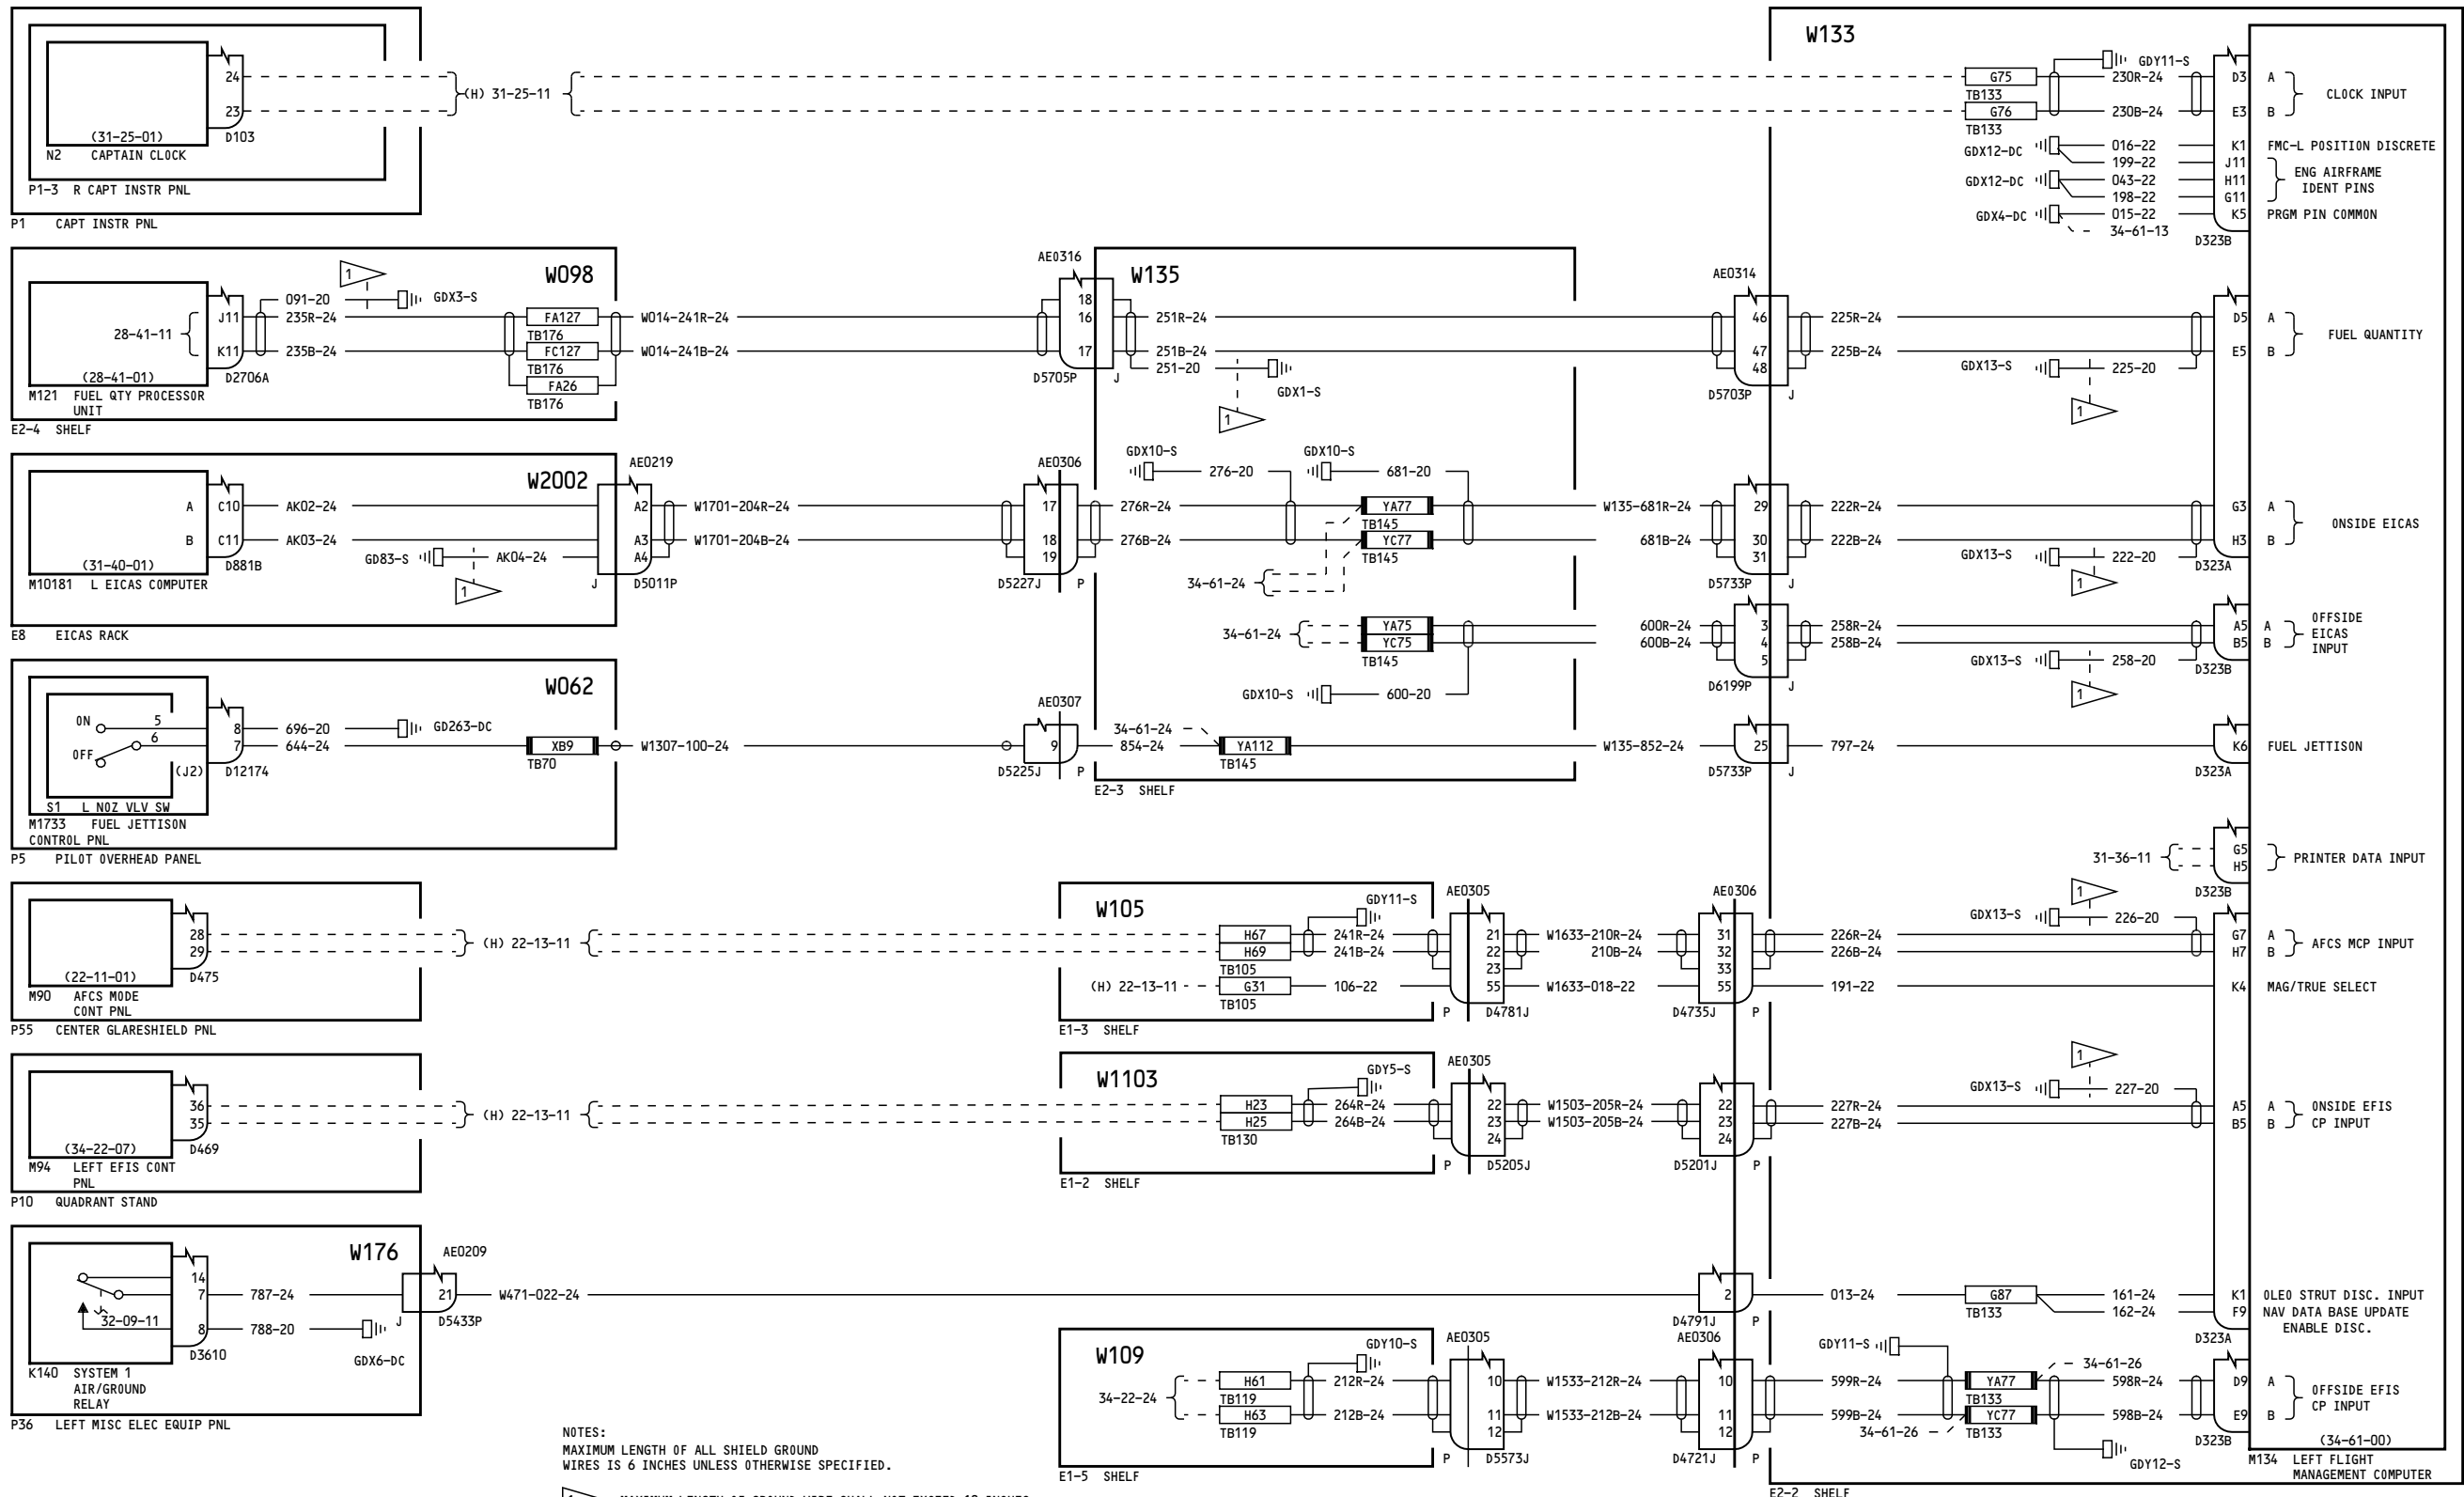 W133
24
23
(31-25-01)
D103
N2 CAPTAIN CLOCK
P1-3 R CAPT INSTR PNL
P1 CAPT INSTR PNL
(H) 31-25-11
G75
TB133
G76
TB133
GDY11-S
230R-24
230B-24
D3 A
E3 B
CLOCK INPUT
GDX12-DC
016-22
199-22
K1 FMC-L POSITION DISCRETE
J11
GDX12-DC
043-22
198-22
H11
G11
ENG AIRFRAME
IDENT PINS
GDX4-DC
015-22
34-61-13
K5 PRGM PIN COMMON
D323B
W098
1
091-20
GDX3-S
28-41-11
J11 235R-24
K11 235B-24
(28-41-01)
D2706A
M121 FUEL QTY PROCESSOR
UNIT
E2-4 SHELF
FA127
TB176
FC127
TB176
FA26
TB176
W014-241R-24
W014-241B-24
AE0316
18
16
17
D5705P J
W135
251R-24
251B-24
251-20
GDX1-S
1
AE0314
46
47
48
D5703P J
225R-24
225B-24
GDX13-S
225-20
1
D5 A
E5 B
FUEL QUANTITY
W2002
A C10 AK02-24
B C11 AK03-24
(31-40-01)
D881B
GD83-S
AK04-24
1
M10181 L EICAS COMPUTER
E8 EICAS RACK
AE0219
A2
A3
A4
J D5011P
W1701-204R-24
W1701-204B-24
AE0306
17
18
19
D5227J P
GDX10-S
276-20
276R-24
276B-24
GDX10-S
681-20
YA77
TB145
YC77
TB145
34-61-24
W135-681R-24
681B-24
29
30
31
D5733P J
222R-24
222B-24
GDX13-S
222-20
1
G3 A
H3 B
D323A
ONSIDE EICAS
34-61-24
YA75
YC75
TB145
GDX10-S
600-20
600R-24
600B-24
3
4
5
D6199P J
258R-24
258B-24
GDX13-S
258-20
1
A5 A
B5 B
D323B
OFFSIDE
EICAS
INPUT
W062
ON
OFF
5
6
8
7
696-20
644-24
GD263-DC
(J2) D12174
S1 L NOZ VLV SW
M1733 FUEL JETTISON
CONTROL PNL
P5 PILOT OVERHEAD PANEL
XB9
TB70
W1307-100-24
AE0307
9
D5225J P
34-61-24
854-24
YA112
TB145
E2-3 SHELF
W135-852-24
25
D5733P J
797-24
K6 FUEL JETTISON
D323A
31-36-11
G5
H5
PRINTER DATA INPUT
D323B
28
29
(22-11-01)
D475
M90 AFCS MODE
CONT PNL
P55 CENTER GLARESHIELD PNL
(H) 22-13-11
W105
GDY11-S
H67
H69
TB105
241R-24
241B-24
(H) 22-13-11
G31
TB105
106-22
E1-3 SHELF
AE0305
21
22
23
55
P D4781J
W1633-210R-24
210B-24
W1633-018-22
AE0306
31
32
33
55
D4735J P
226R-24
226B-24
191-22
GDX13-S
226-20
1
G7 A
H7 B
AFCS MCP INPUT
K4 MAG/TRUE SELECT
36
35
(34-22-07)
D469
M94 LEFT EFIS CONT
PNL
P10 QUADRANT STAND
(H) 22-13-11
W1103
GDY5-S
H23
H25
TB130
264R-24
264B-24
E1-2 SHELF
AE0305
22
23
24
P D5205J
W1503-205R-24
W1503-205B-24
22
23
24
D5201J P
227R-24
227B-24
GDX13-S
227-20
1
A5 A
B5 B
ONSIDE EFIS
CP INPUT
W176
14
7
8
32-09-11
787-24
788-20
GDX6-DC
D3610
K140 SYSTEM 1
AIR/GROUND
RELAY
P36 LEFT MISC ELEC EQUIP PNL
AE0209
21
J D5433P
W471-022-24
2
D4791J P
013-24
G87
TB133
161-24
162-24
K1 OLEO STRUT DISC. INPUT
F9 NAV DATA BASE UPDATE
ENABLE DISC.
D323A
W109
GDY10-S
34-22-24
H61
TB119
H63
TB119
212R-24
212B-24
E1-5 SHELF
AE0305
10
11
12
P D5573J
W1533-212R-24
W1533-212B-24
AE0306
10
11
12
D4721J P
GDY11-S
599R-24
599B-24
34-61-26
YA77
TB133
YC77
TB133
34-61-26
598R-24
598B-24
GDY12-S
D9 A
E9 B
D323B
OFFSIDE EFIS
CP INPUT
(34-61-00)
M134 LEFT FLIGHT
MANAGEMENT COMPUTER
E2-2 SHELF
NOTES:
MAXIMUM LENGTH OF ALL SHIELD GROUND
WIRES IS 6 INCHES UNLESS OTHERWISE SPECIFIED.